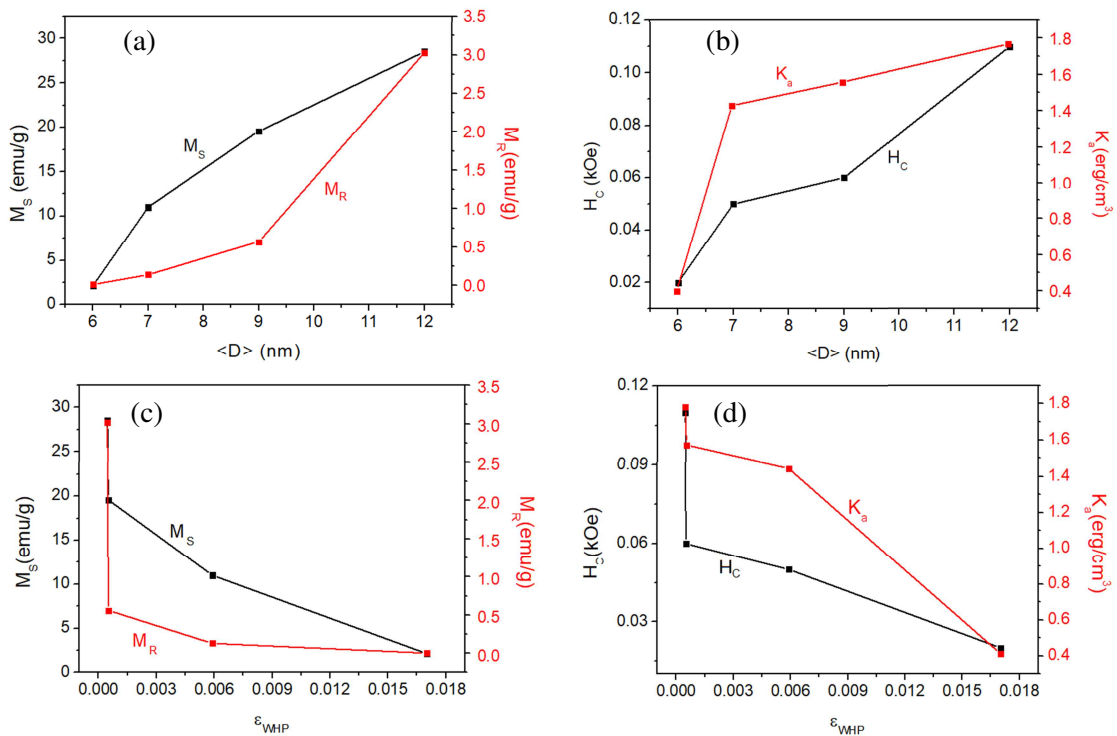 (a)
M_S (emu/g)
30
25
20
15
10
5
0
M_S
M_R
3.5
3.0
2.5
2.0
1.5
1.0
0.5
0.0
M_R(emu/g)
6 7 8 9 10 11 12
<D> (nm)
(b)
H_C (kOe)
0.12
0.10
0.08
0.06
0.04
0.02
K_a
H_C
1.8
1.6
1.4
1.2
1.0
0.8
0.6
0.4
K_a(erg/cm³)
6 7 8 9 10 11 12
<D> (nm)
(c)
M_S(emu/g)
30
25
20
15
10
5
0
M_S
M_R
3.5
3.0
2.5
2.0
1.5
1.0
0.5
0.0
M_R(emu/g)
0.000 0.003 0.006 0.009 0.012 0.015 0.018
ε_WHP
(d)
H_C(kOe)
0.12
0.09
0.06
0.03
K_a
H_C
1.8
1.6
1.4
1.2
1.0
0.8
0.6
0.4
K_a(erg/cm³)
0.000 0.003 0.006 0.009 0.012 0.015 0.018
ε_WHP